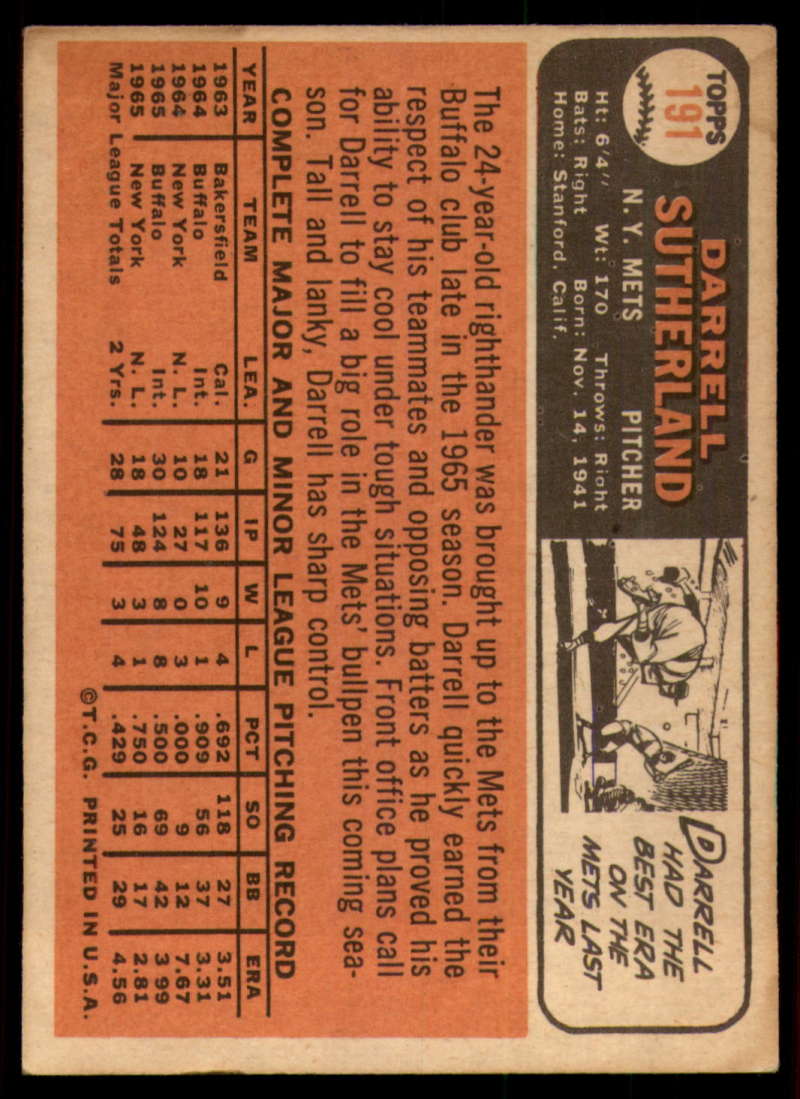 TOPPS
191
DARRELL
SUTHERLAND
N. Y. METS PITCHER
Ht: 6'4" Wt: 170 Throws: Right
Bats: Right Born: Nov. 14, 1941
Home: Stanford, Calif.
DARRELL
HAD THE
BEST ERA
ON THE
METS LAST
YEAR
The 24-year-old righthander was brought up to the Mets from their
Buffalo club late in the 1965 season. Darrell quickly earned the
respect of his teammates and opposing batters as he proved his
ability to stay cool under tough situations. Front office plans call
for Darrell to fill a big role in the Mets' bullpen this coming sea-
son. Tall and lanky, Darrell has sharp control.
COMPLETE MAJOR AND MINOR LEAGUE PITCHING RECORD
YEAR TEAM LEA. G IP W L PCT SO BB ERA
1963 Bakersfield Cal. 21 136 9 4 .692 118 27 3.51
1964 Buffalo Int. 18 117 10 1 .909 56 37 3.31
1964 New York N. L. 10 27 0 3 .000 9 12 7.67
1965 Buffalo Int. 30 124 8 8 .500 69 42 3.99
1965 New York N. L. 18 48 3 1 .750 16 17 2.81
Major League Totals 2 Yrs. 28 75 3 4 .429 25 29 4.56
©T.C.G. PRINTED IN U.S.A.